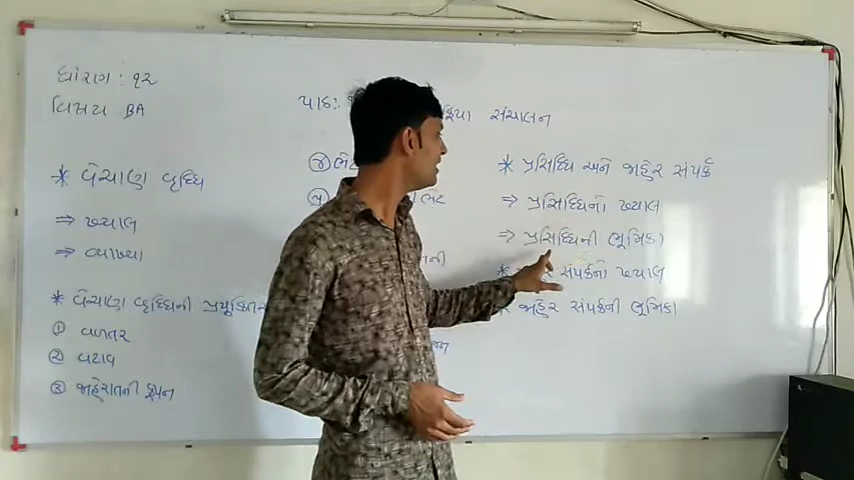 ધોરણ : ૧૨
વિષય BA
પાઠ:
સંચાલન
* વેચાણ વૃધ્ધિ
⇒ ખ્યાલ
⇒ વ્યાખ્યા
* વેચાણ વૃધ્ધિની
① વળતર
② વટાવ
③ જાહેરાતની કૂપન
④ ભેટ
ભેટ
* પ્રસિધ્ધિ અને જાહેર સંપર્ક
⇒ પ્રસિધ્ધિનો ખ્યાલ
⇒ પ્રસિધ્ધિની ભૂમિકા
* સંપર્કનો ખ્યાલ
* જાહેર સંપર્કની ભૂમિકા